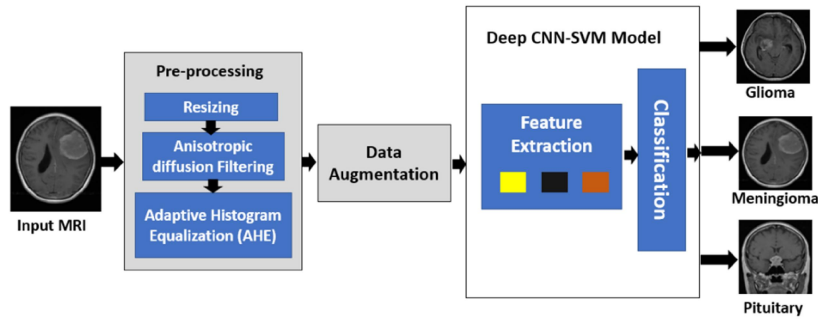 Input MRI
Pre-processing
Resizing
Anisotropic
diffusion Filtering
Adaptive Histogram
Equalization (AHE)
Data
Augmentation
Deep CNN-SVM Model
Feature
Extraction
Classification
Glioma
Meningioma
Pituitary